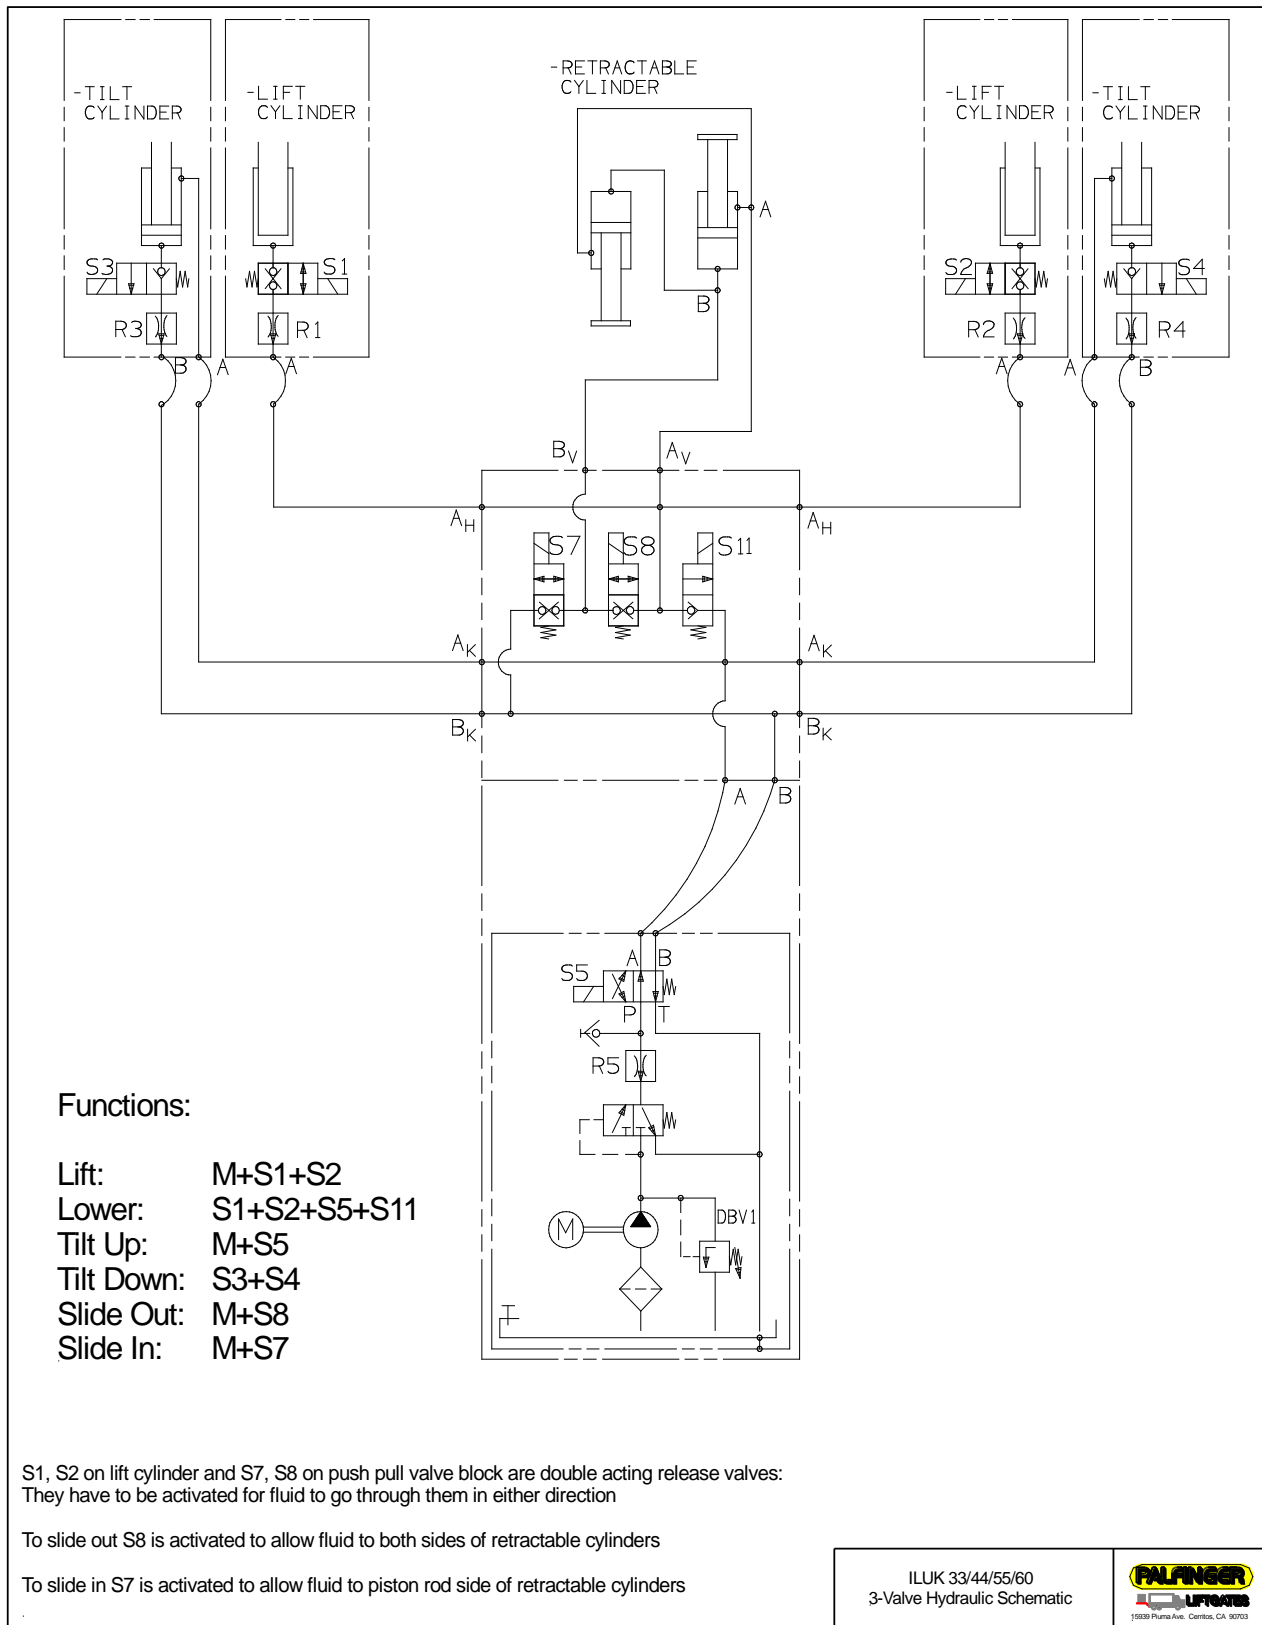 -RETRACTABLE
CYLINDER
-TILT
CYLINDER
-LIFT
CYLINDER
-LIFT
CYLINDER
-TILT
CYLINDER
A
B
S3
S1
S2
S4
R3
R1
R2
R4
B
A
A
A
A
B
BV
AV
AH
AH
S7
S8
S11
AK
AK
BK
BK
A
B
A
B
S5
P
T
R5
M
DBV1
Functions:
Lift: M+S1+S2
Lower: S1+S2+S5+S11
Tilt Up: M+S5
Tilt Down: S3+S4
Slide Out: M+S8
Slide In: M+S7
S1, S2 on lift cylinder and S7, S8 on push pull valve block are double acting release valves:
They have to be activated for fluid to go through them in either direction
To slide out S8 is activated to allow fluid to both sides of retractable cylinders
To slide in S7 is activated to allow fluid to piston rod side of retractable cylinders
ILUK 33/44/55/60
3-Valve Hydraulic Schematic
PALFINGER
LIFTGATES
15939 Piuma Ave. Cerritos, CA 90703